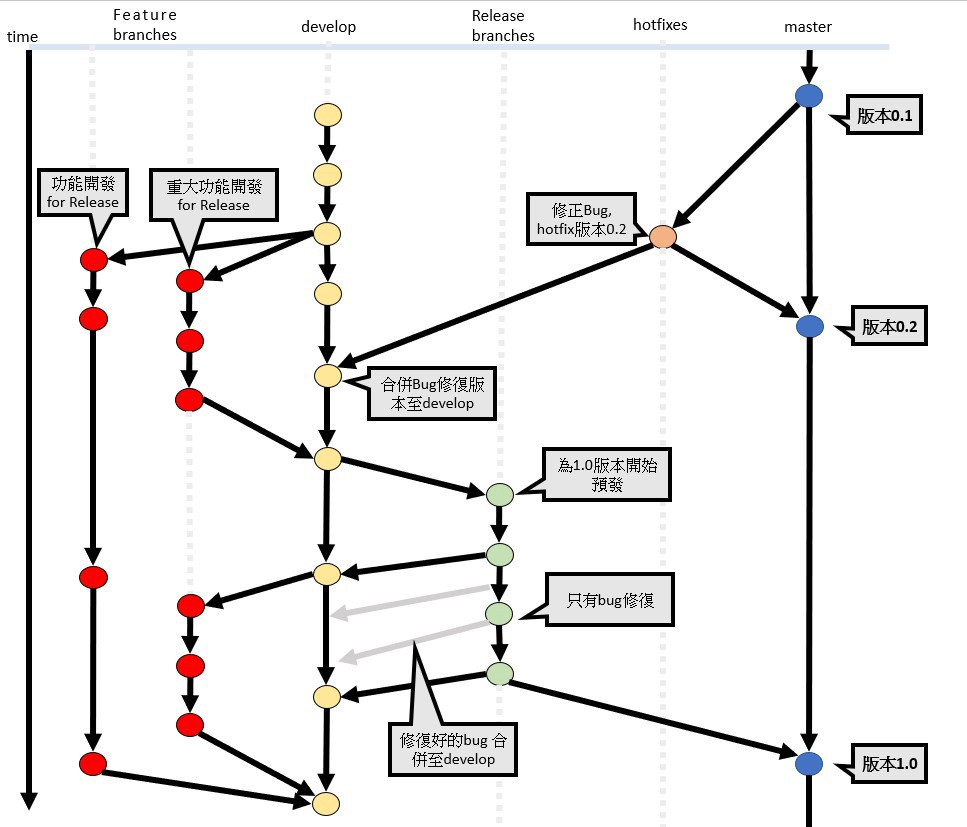 time
Feature
branches
develop
Release
branches
hotfixes
master
版本0.1
功能開發
for Release
重大功能開發
for Release
修正Bug,
hotfix版本0.2
版本0.2
合併Bug修復版
本至develop
為1.0版本開始
預發
只有bug修復
修復好的bug 合
併至develop
版本1.0